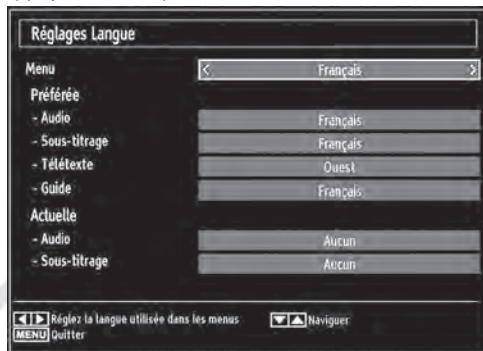 Réglages Langue
Menu < Français >
Préférée
- Audio Français
- Sous-titrage Français
- Télétexte Ouest
- Guide Français
Actuelle
- Audio Aucun
- Sous-titrage Aucun
Réglez la langue utilisée dans les menus Naviguer
MENU Quitter